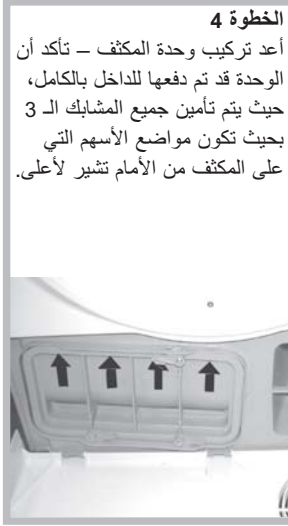 الخطوة 4
أعد تركيب وحدة المكثف – تأكد أن
الوحدة قد تم دفعها للداخل بالكامل،
حيث يتم تأمين جميع المشابك الـ 3
بحيث تكون مواضع الأسهم التي
على المكثف من الأمام تشير لأعلى.